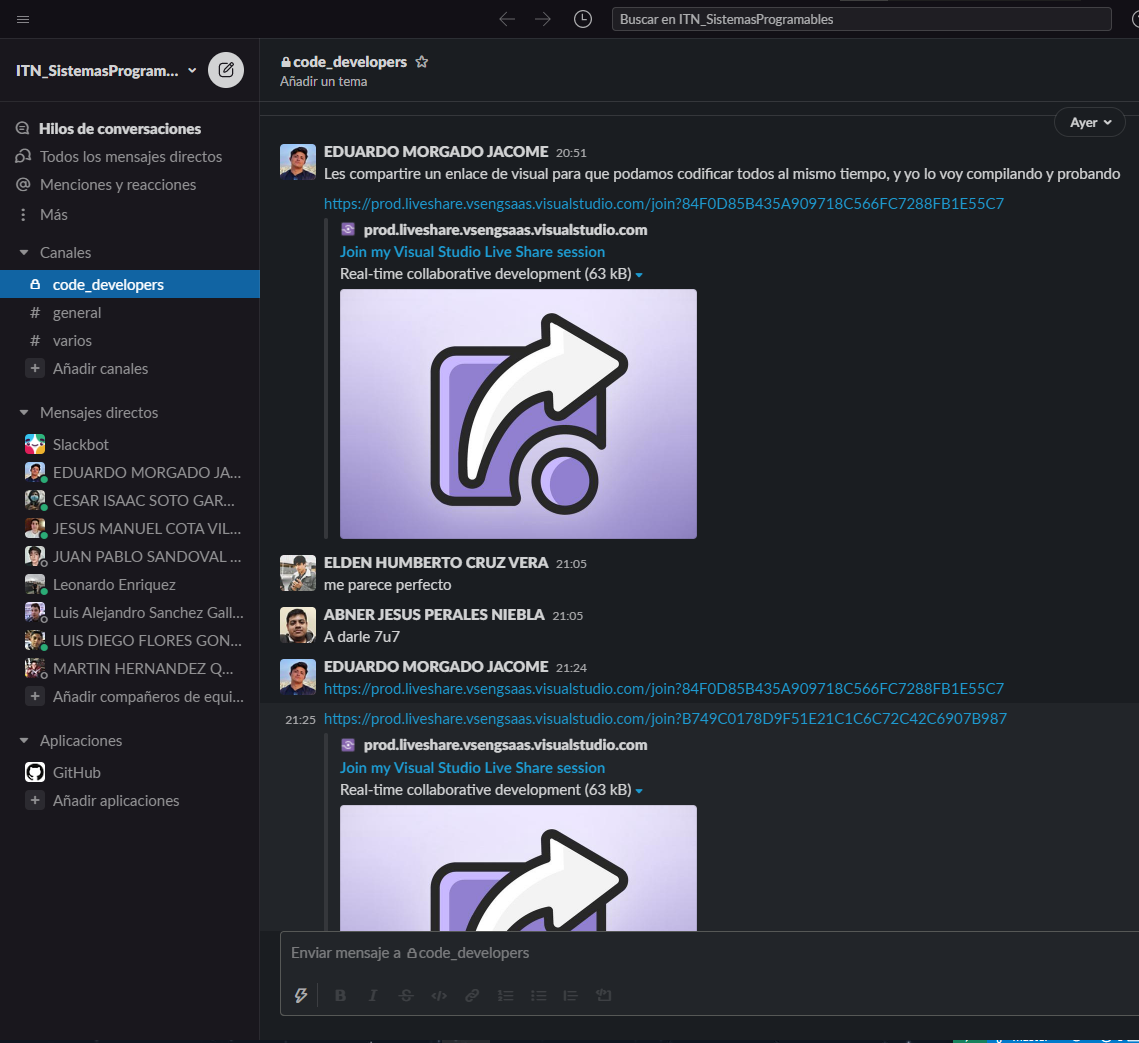 Buscar en ITN_SistemasProgramables
ITN_SistemasProgram...
Hilos de conversaciones
Todos los mensajes directos
Menciones y reacciones
Más
Canales
code_developers
general
varios
Añadir canales
Mensajes directos
Slackbot
EDUARDO MORGADO JA...
CESAR ISAAC SOTO GAR...
JESUS MANUEL COTA VIL...
JUAN PABLO SANDOVAL ...
Leonardo Enriquez
Luis Alejandro Sanchez Gall...
LUIS DIEGO FLORES GON...
MARTIN HERNANDEZ Q...
Añadir compañeros de equi...
Aplicaciones
GitHub
Añadir aplicaciones
code_developers
Añadir un tema
Ayer
EDUARDO MORGADO JACOME 20:51
Les compartire un enlace de visual para que podamos codificar todos al mismo tiempo, y yo lo voy compilando y probando
https://prod.liveshare.vsengsaas.visualstudio.com/join?84F0D85B435A909718C566FC7288FB1E55C7
prod.liveshare.vsengsaas.visualstudio.com
Join my Visual Studio Live Share session
Real-time collaborative development (63 kB)
ELDEN HUMBERTO CRUZ VERA 21:05
me parece perfecto
ABNER JESUS PERALES NIEBLA 21:05
A darle 7u7
EDUARDO MORGADO JACOME 21:24
https://prod.liveshare.vsengsaas.visualstudio.com/join?84F0D85B435A909718C566FC7288FB1E55C7
21:25 https://prod.liveshare.vsengsaas.visualstudio.com/join?B749C0178D9F51E21C1C6C72C42C6907B987
prod.liveshare.vsengsaas.visualstudio.com
Join my Visual Studio Live Share session
Real-time collaborative development (63 kB)
Enviar mensaje a code_developers